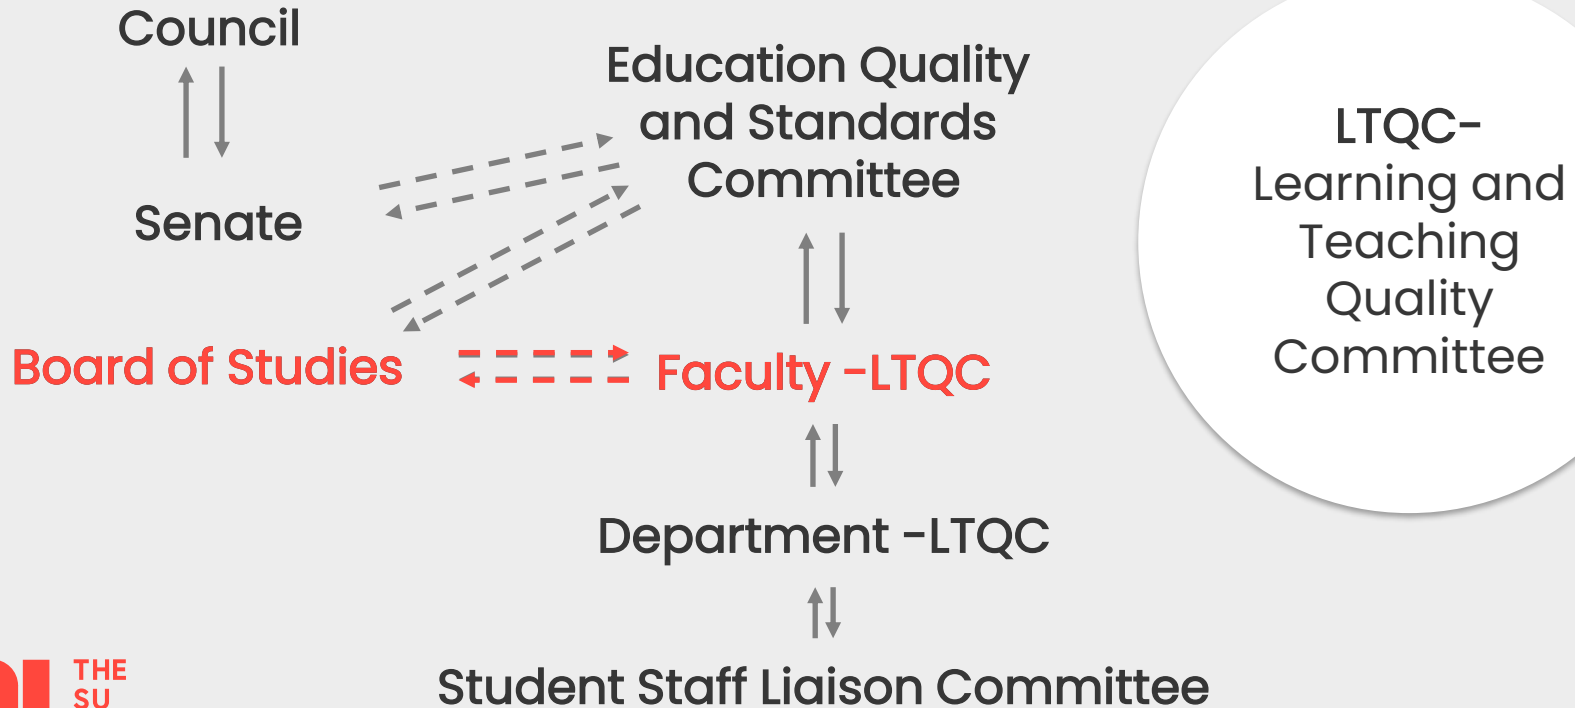 Council
Education Quality
and Standards
Committee
Senate
Board of Studies
Faculty -LTQC
Department -LTQC
Student Staff Liaison Committee
LTQC-
Learning and
Teaching
Quality
Committee
THE
SU